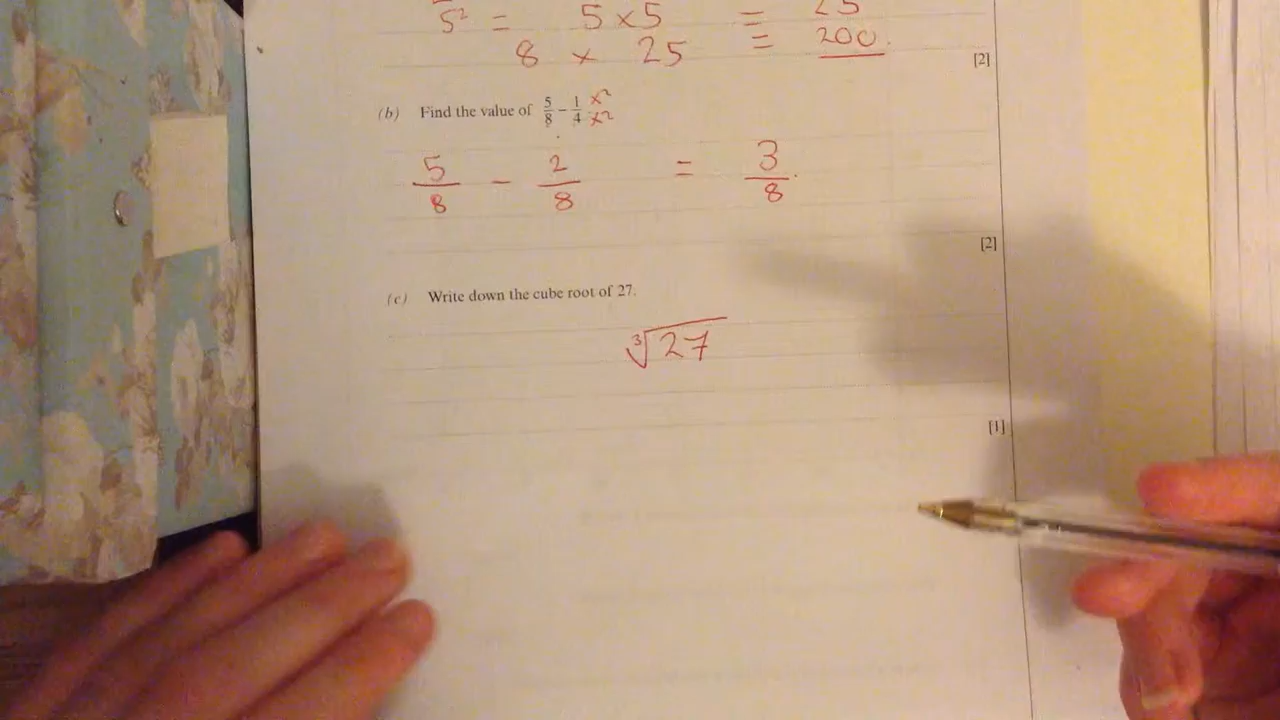 5² = 5 × 5 = 25
8 × 25 = 200
[2]
(b) Find the value of 5/8 − 1/4 ×2/×2
5/8 − 2/8 = 3/8
[2]
(c) Write down the cube root of 27.
∛27
[1]